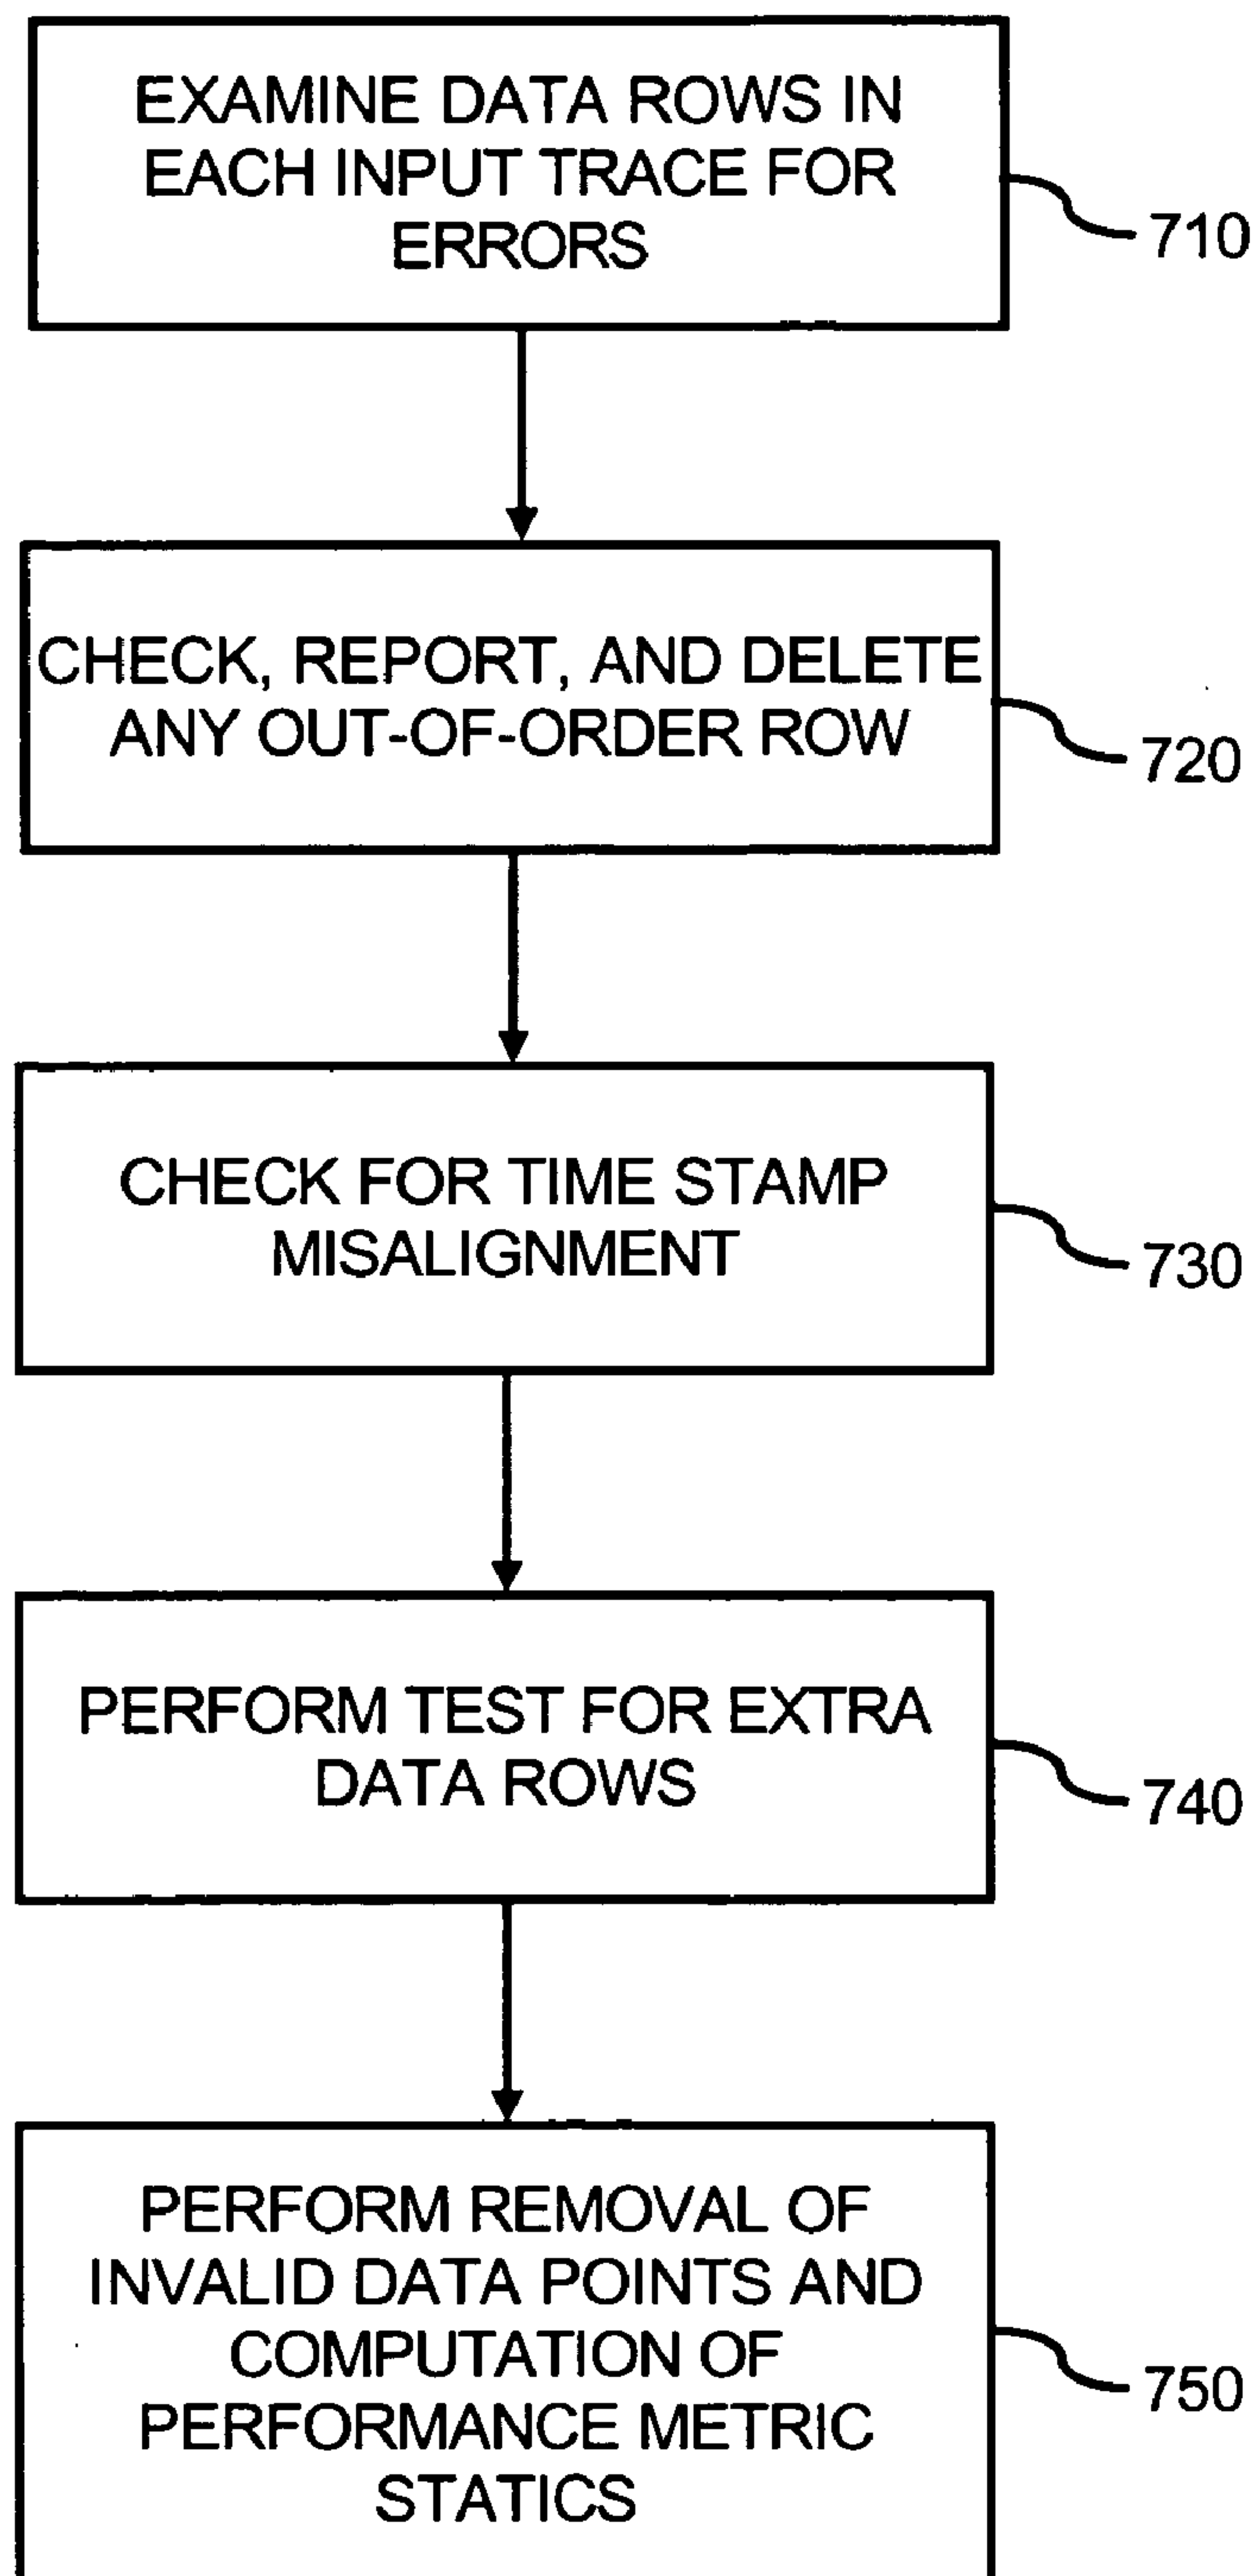 EXAMINE DATA ROWS IN
EACH INPUT TRACE FOR
ERRORS
710
CHECK, REPORT, AND DELETE
ANY OUT-OF-ORDER ROW
720
CHECK FOR TIME STAMP
MISALIGNMENT
730
PERFORM TEST FOR EXTRA
DATA ROWS
740
PERFORM REMOVAL OF
INVALID DATA POINTS AND
COMPUTATION OF
PERFORMANCE METRIC
STATICS
750